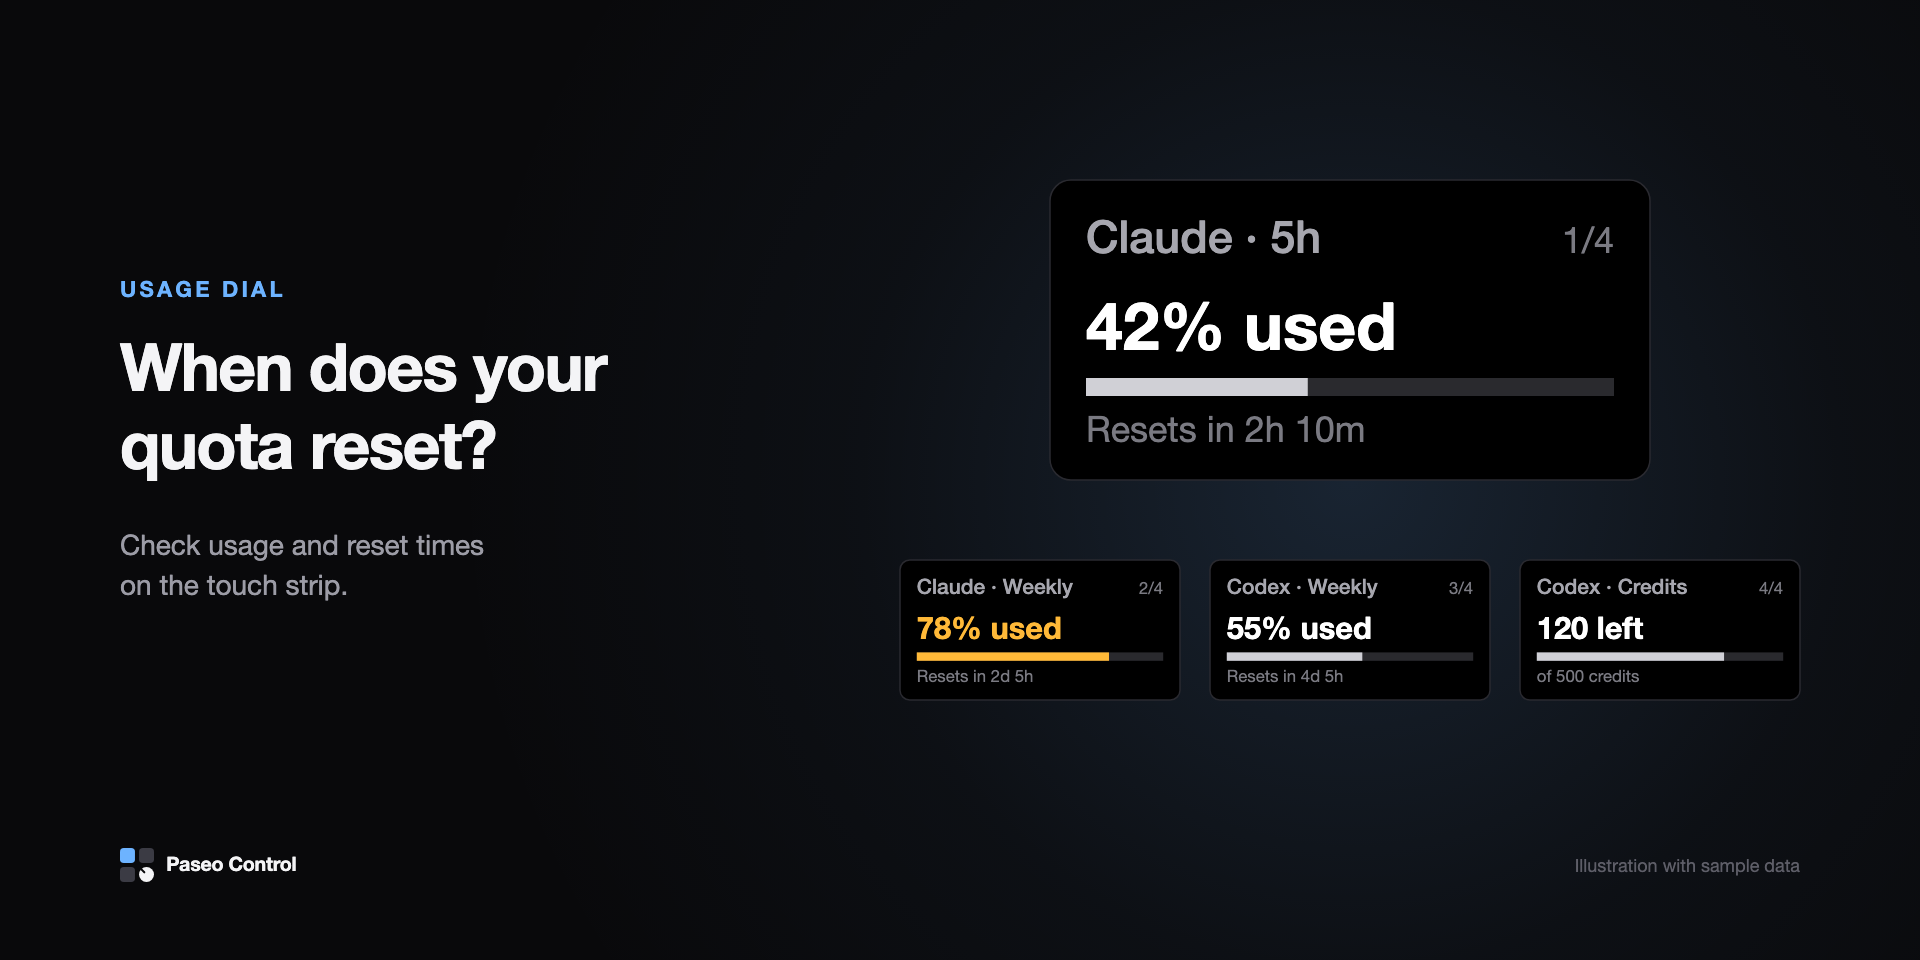 USAGE DIAL
When does your
quota reset?
Check usage and reset times
on the touch strip.
Claude · 5h 1/4
42% used
Resets in 2h 10m
Claude · Weekly 2/4
78% used
Resets in 2d 5h
Codex · Weekly 3/4
55% used
Resets in 4d 5h
Codex · Credits 4/4
120 left
of 500 credits
Paseo Control
Illustration with sample data